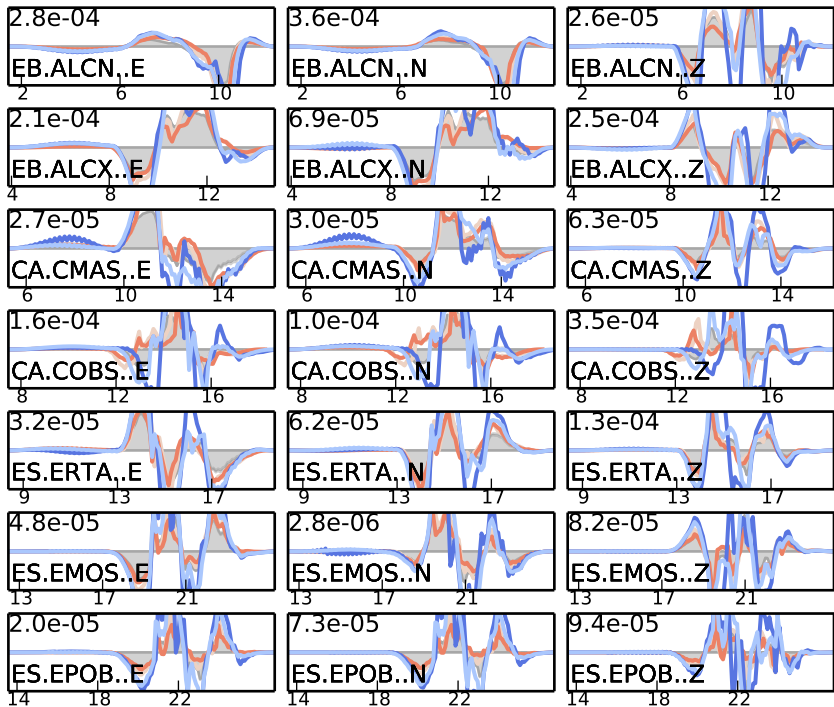 2.8e-04 3.6e-04 2.6e-05
EB.ALCN..E EB.ALCN..N EB.ALCN..Z
2 6 10 2 6 10 2 6 10
2.1e-04 6.9e-05 2.5e-04
EB.ALCX..E EB.ALCX..N EB.ALCX..Z
4 8 12 4 8 12 4 8 12
2.7e-05 3.0e-05 6.3e-05
CA.CMAS..E CA.CMAS..N CA.CMAS..Z
6 10 14 6 10 14 6 10 14
1.6e-04 1.0e-04 3.5e-04
CA.COBS..E CA.COBS..N CA.COBS..Z
8 12 16 8 12 16 8 12 16
3.2e-05 6.2e-05 1.3e-04
ES.ERTA..E ES.ERTA..N ES.ERTA..Z
9 13 17 9 13 17 9 13 17
4.8e-05 2.8e-06 8.2e-05
ES.EMOS..E ES.EMOS..N ES.EMOS..Z
13 17 21 13 17 21 13 17 21
2.0e-05 7.3e-05 9.4e-05
ES.EPOB..E ES.EPOB..N ES.EPOB..Z
14 18 22 14 18 22 14 18 22